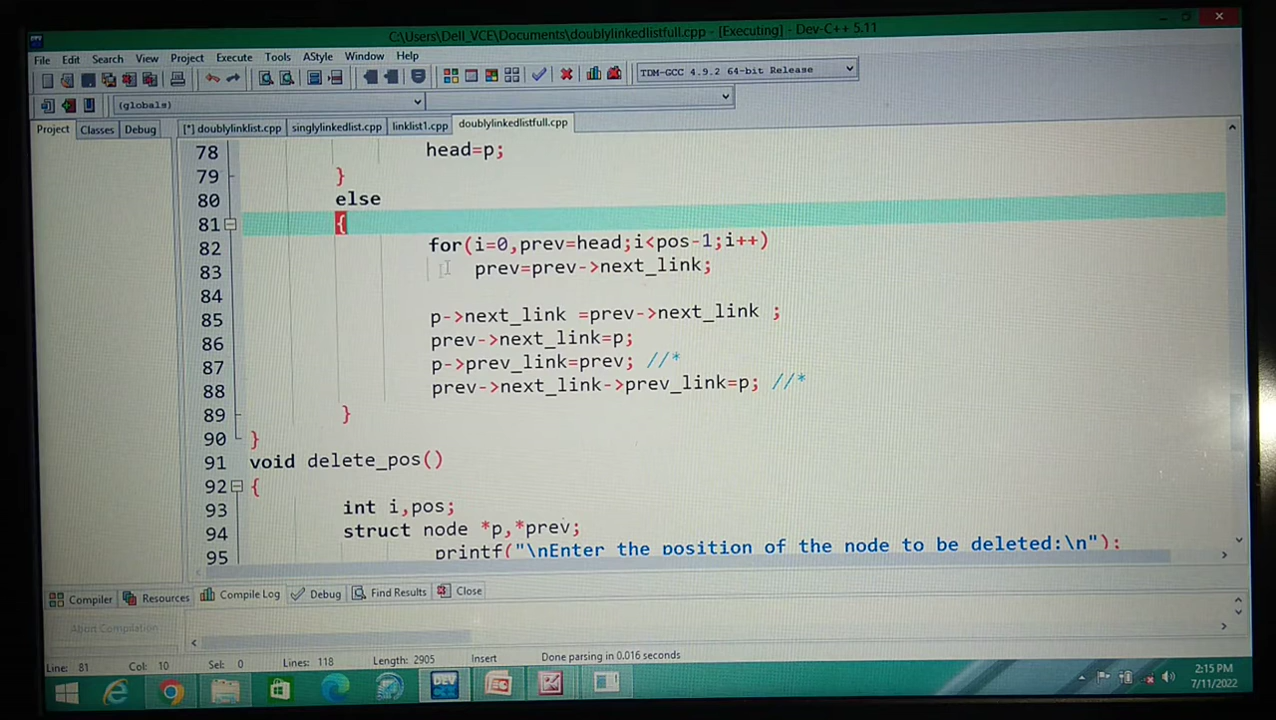 C:\Users\Dell_VCE\Documents\doublylinkedlistfull.cpp - [Executing] - Dev-C++ 5.11
File Edit Search View Project Execute Tools AStyle Window Help
TDM-GCC 4.9.2 64-bit Release
(globals)
Project Classes Debug [*] doublylinklist.cpp singlylinkedlist.cpp linklist1.cpp doublylinkedlistfull.cpp
78 head=p;
79 }
80 else
81 {
82 for(i=0,prev=head;i<pos-1;i++)
83 prev=prev->next_link;
84
85 p->next_link =prev->next_link ;
86 prev->next_link=p;
87 p->prev_link=prev; //*
88 prev->next_link->prev_link=p; //*
89 }
90 }
91 void delete_pos()
92 {
93 int i,pos;
94 struct node *p,*prev;
95 printf("\nEnter the position of the node to be deleted:\n");
Compiler Resources Compile Log Debug Find Results Close
Abort Compilation
Line: 81 Col: 10 Sel: 0 Lines: 118 Length: 2905 Insert Done parsing in 0.016 seconds
DEV
2:15 PM
7/11/2022